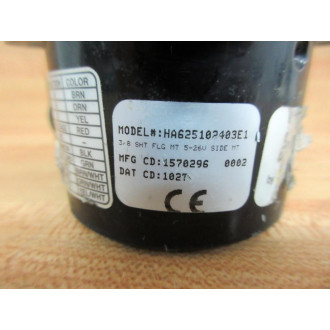 COLOR
BRN
ORN
YEL
RED
–
BLK
GRN
MODEL#:HA625102403E1
3/8 SHT FLG MT 5-26V SIDE MT
MFG CD:1570296 0002
DAT CD:1027
CE